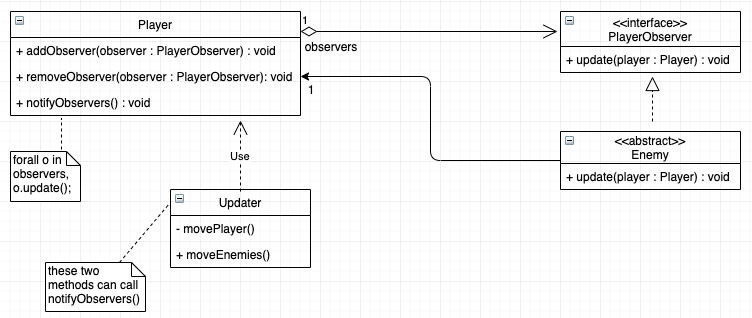 Player
+ addObserver(observer : PlayerObserver) : void
+ removeObserver(observer : PlayerObserver): void
+ notifyObservers() : void
1
observers
<<interface>>
PlayerObserver
+ update(player : Player) : void
1
<<abstract>>
Enemy
+ update(player : Player) : void
forall o in
observers,
o.update();
Use
Updater
- movePlayer()
+ moveEnemies()
these two
methods can call
notifyObservers()